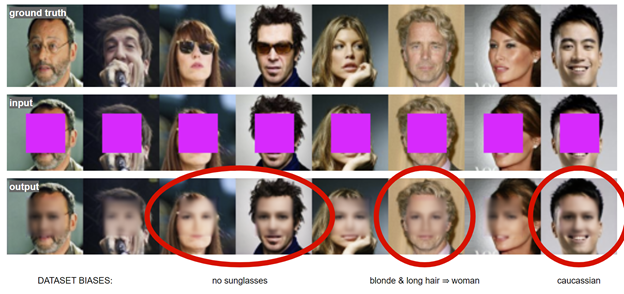 ground truth
input
output
DATASET BIASES:
no sunglasses
blonde & long hair ⇒ woman
caucassian